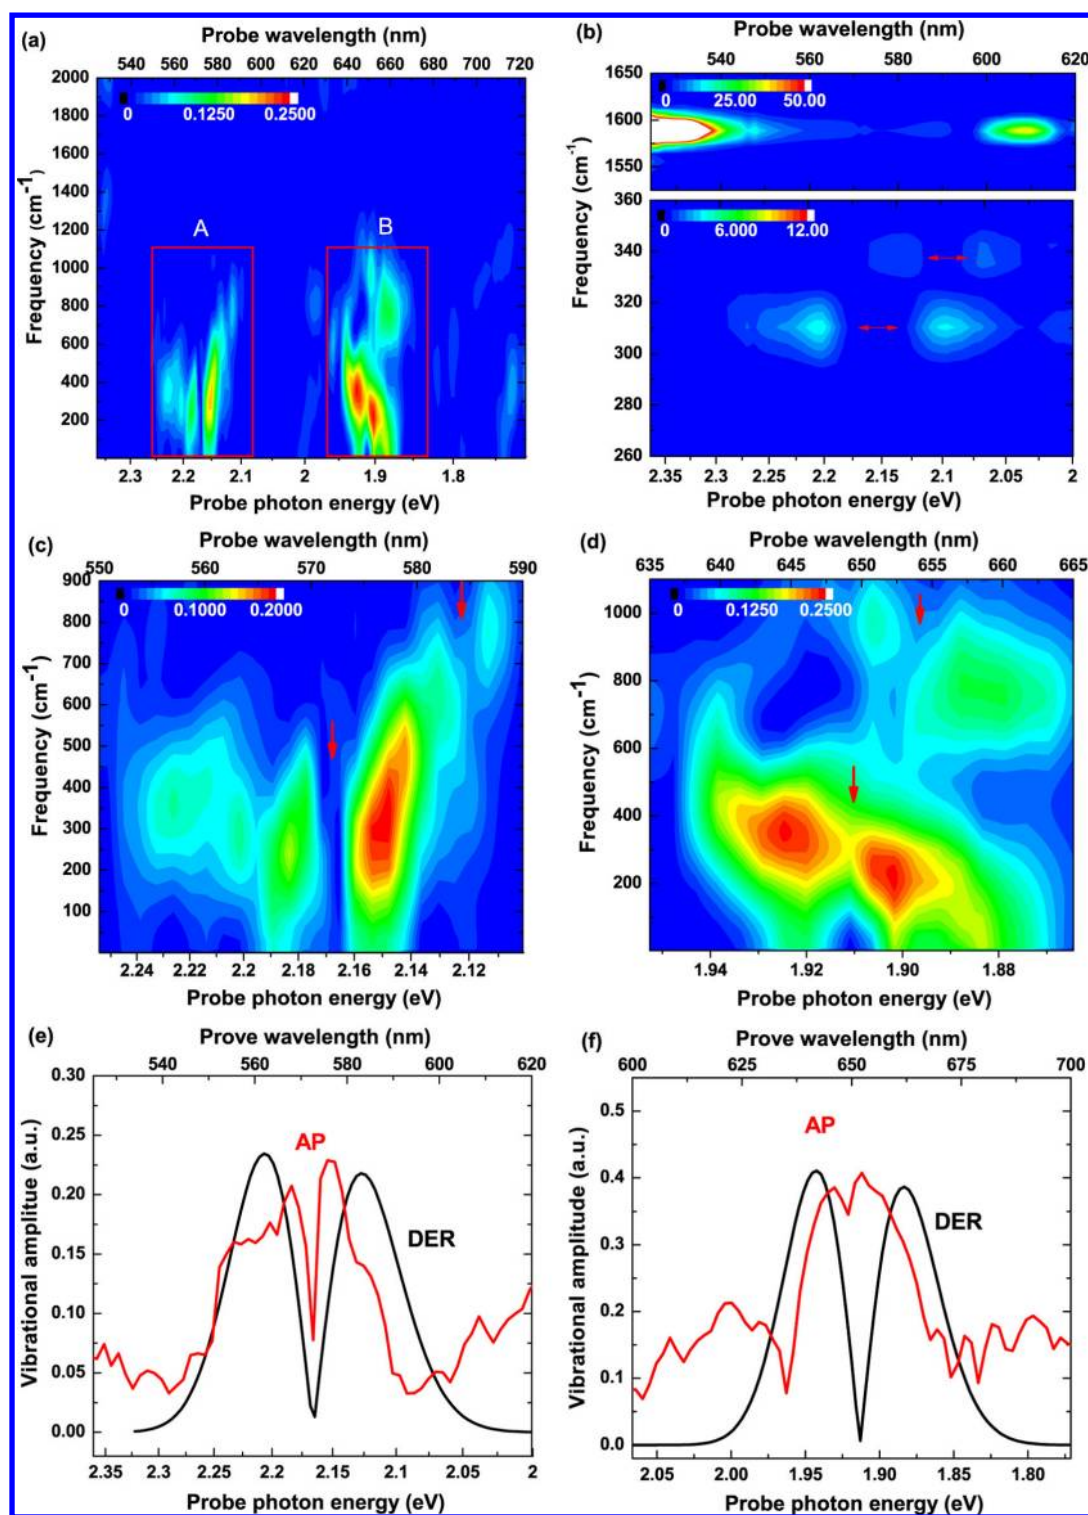 (a)
Probe wavelength (nm)
540 560 580 600 620 640 660 680 700 720
2000
1800
1600
1400
1200
1000
800
600
400
200
0 0.1250 0.2500
A
B
Frequency (cm⁻¹)
2.3 2.2 2.1 2 1.9 1.8
Probe photon energy (eV)
(b)
Probe wavelength (nm)
540 560 580 600 620
1650
1600
1550
0 25.00 50.00
360
340
320
300
280
260
0 6.000 12.00
Frequency (cm⁻¹)
2.35 2.3 2.25 2.2 2.15 2.1 2.05 2
Probe photon energy (eV)
(c)
Probe wavelength (nm)
550 560 570 580 590
900
800
700
600
500
400
300
200
100
0 0.1000 0.2000
Frequency (cm⁻¹)
2.24 2.22 2.2 2.18 2.16 2.14 2.12
Probe photon energy (eV)
(d)
Probe wavelength (nm)
635 640 645 650 655 660 665
1000
800
600
400
200
0 0.1250 0.2500
Frequency (cm⁻¹)
1.94 1.92 1.90 1.88
Probe photon energy (eV)
(e)
Prove wavelength (nm)
540 560 580 600 620
0.30
0.25
0.20
0.15
0.10
0.05
0.00
AP
DER
Vibrational amplitue (a.u.)
2.35 2.3 2.25 2.2 2.15 2.1 2.05 2
Probe photon energy (eV)
(f)
Prove wavelength (nm)
600 625 650 675 700
0.5
0.4
0.3
0.2
0.1
0.0
AP
DER
Vibrational amplitude (a.u.)
2.05 2.00 1.95 1.90 1.85 1.80
Probe photon energy (eV)